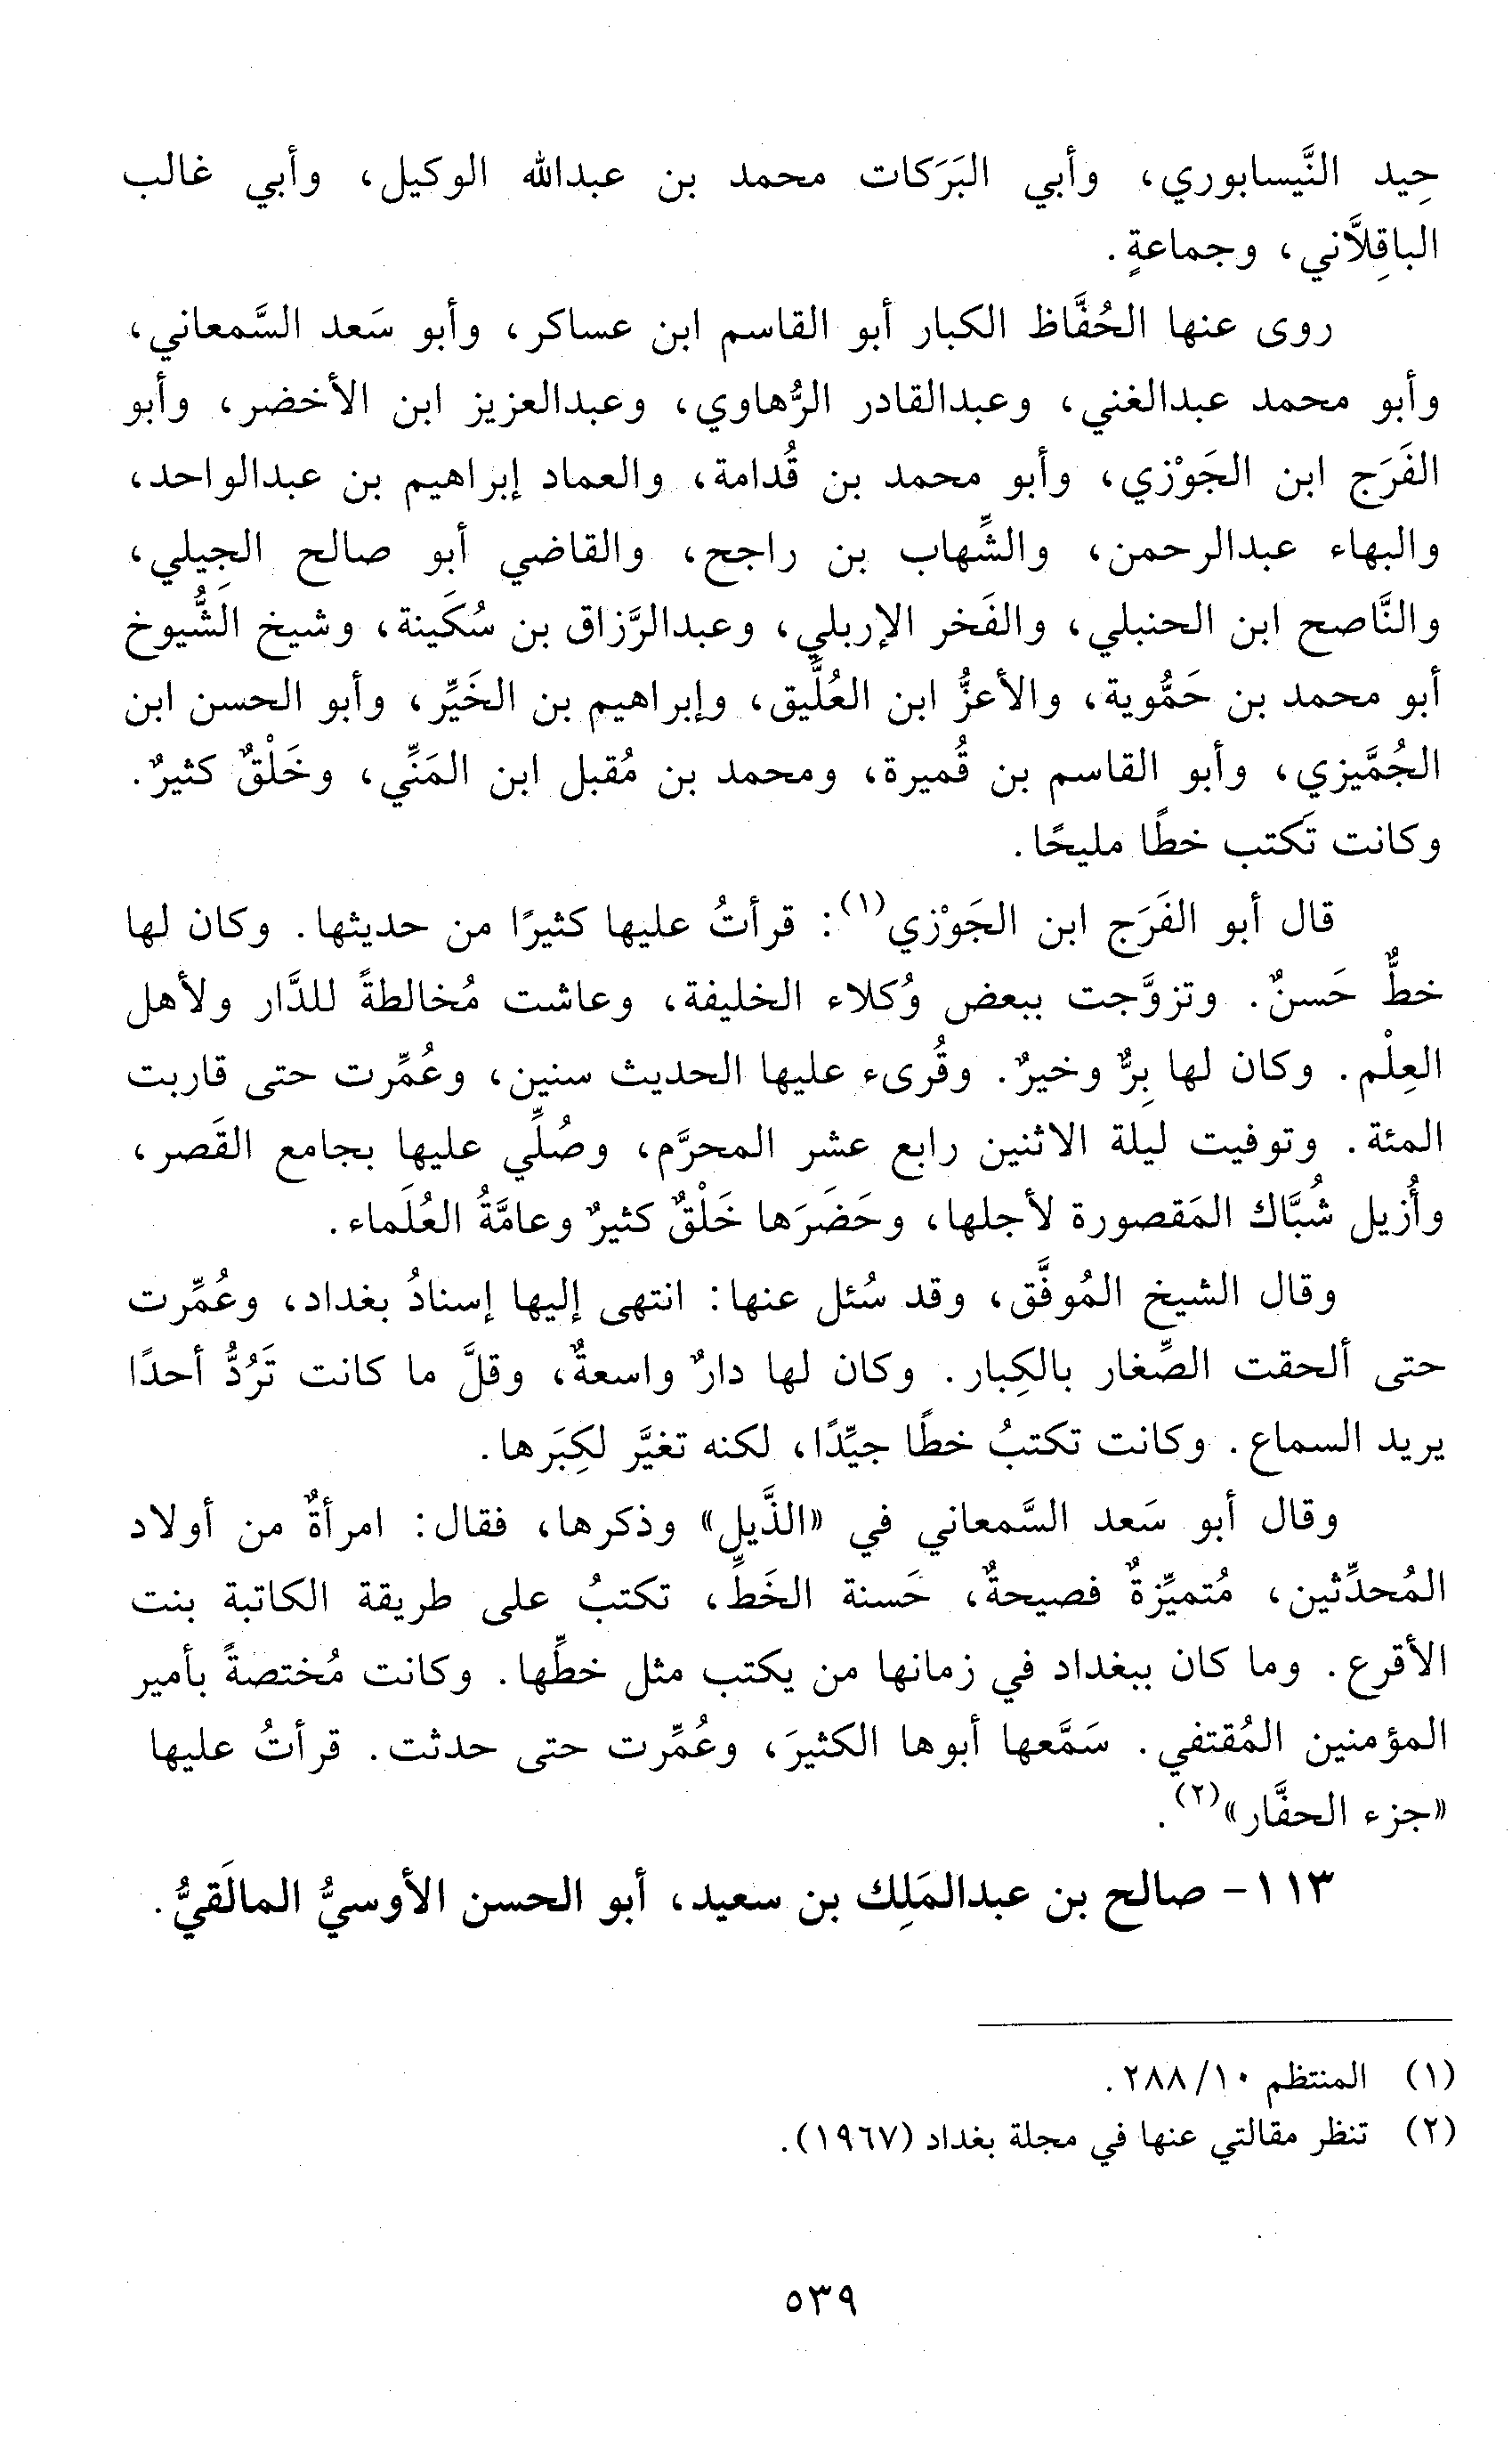 حِيد النَّيسابوري، وأبي البَرَكات محمد بن عبدالله الوكيل، وأبي غالب
الباقِلاَّني، وجماعةٍ.
روى عنها الحُفَّاظ الكبار أبو القاسم ابن عساكر، وأبو سَعد السَّمعاني،
وأبو محمد عبدالغني، وعبدالقادر الرُّهاوي، وعبدالعزيز ابن الأخضر، وأبو
الفَرَج ابن الجَوْزي، وأبو محمد بن قُدامة، والعماد إبراهيم بن عبدالواحد،
والبهاء عبدالرحمن، والشِّهاب بن راجح، والقاضي أبو صالح الجِيلي،
والنَّاصح ابن الحنبلي، والفَخر الإربلي، وعبدالرَّزاق بن سُكَينة، وشيخ الشُّيوخ
أبو محمد بن حَمُّوية، والأعزُّ ابن العُلَّيق، وإبراهيم بن الخَيِّر، وأبو الحسن ابن
الجُمَّيزي، وأبو القاسم بن قُميرة، ومحمد بن مُقبل ابن المَنِّي، وخَلْقٌ كثيرٌ.
وكانت تَكتب خطًا مليحًا.
قال أبو الفَرَج ابن الجَوْزي(١): قرأتُ عليها كثيرًا من حديثها. وكان لها
خطٌّ حَسنٌ. وتزوَّجت ببعض وُكلاء الخليفة، وعاشت مُخالطةً للدَّار ولأهل
العِلْم. وكان لها بِرٌّ وخيرٌ. وقُرىء عليها الحديث سنين، وعُمِّرت حتى قاربت
المئة. وتوفيت ليلة الاثنين رابع عشر المحرَّم، وصُلِّي عليها بجامع القَصر،
وأُزيل شُبَّاك المَقصورة لأجلها، وحَضَرَها خَلْقٌ كثيرٌ وعامَّةُ العُلَماء.
وقال الشيخ المُوفَّق، وقد سُئل عنها: انتهى إليها إسنادُ بغداد، وعُمِّرت
حتى ألحقت الصِّغار بالكِبار. وكان لها دارٌ واسعةٌ، وقلَّ ما كانت تَرُدُّ أحدًا
يريد السماع. وكانت تكتبُ خطًا جيِّدًا، لكنه تغيَّر لكِبَرها.
وقال أبو سَعد السَّمعاني في «الذَّيل» وذكرها، فقال: امرأةٌ من أولاد
المُحدِّثين، مُتميِّزةٌ فصيحةٌ، حَسنة الخَطِّ، تكتبُ على طريقة الكاتبة بنت
الأقرع. وما كان ببغداد في زمانها من يكتب مثل خطِّها. وكانت مُختصةً بأمير
المؤمنين المُقتفي. سَمَّعها أبوها الكثيرَ، وعُمِّرت حتى حدثت. قرأتُ عليها
«جزء الحفَّار»(٢).
١١٣- صالح بن عبدالمَلِك بن سعيد، أبو الحسن الأوسيُّ المالَقيُّ.
(١) المنتظم ١٠/ ٢٨٨.
(٢) تنظر مقالتي عنها في مجلة بغداد (١٩٦٧).
٥٣٩